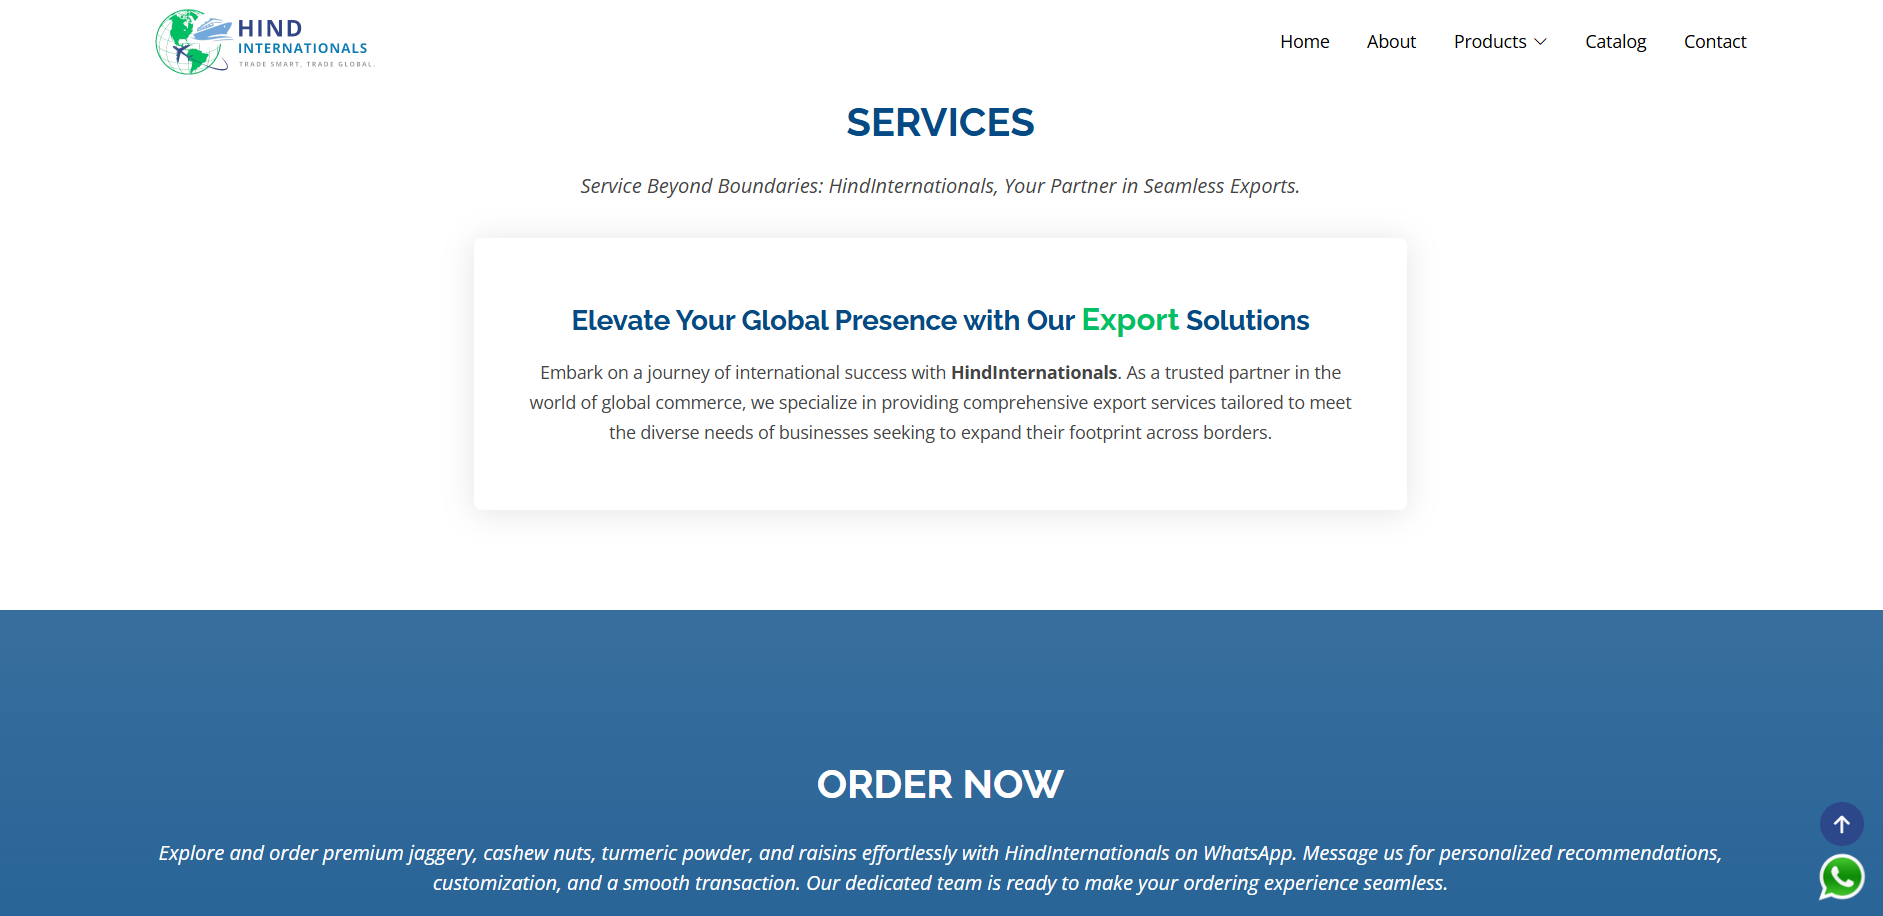 HIND
INTERNATIONALS
TRADE SMART. TRADE GLOBAL.
Home About Products Catalog Contact
SERVICES
Service Beyond Boundaries: HindInternationals, Your Partner in Seamless Exports.
Elevate Your Global Presence with Our Export Solutions
Embark on a journey of international success with HindInternationals. As a trusted partner in the
world of global commerce, we specialize in providing comprehensive export services tailored to meet
the diverse needs of businesses seeking to expand their footprint across borders.
ORDER NOW
Explore and order premium jaggery, cashew nuts, turmeric powder, and raisins effortlessly with HindInternationals on WhatsApp. Message us for personalized recommendations,
customization, and a smooth transaction. Our dedicated team is ready to make your ordering experience seamless.